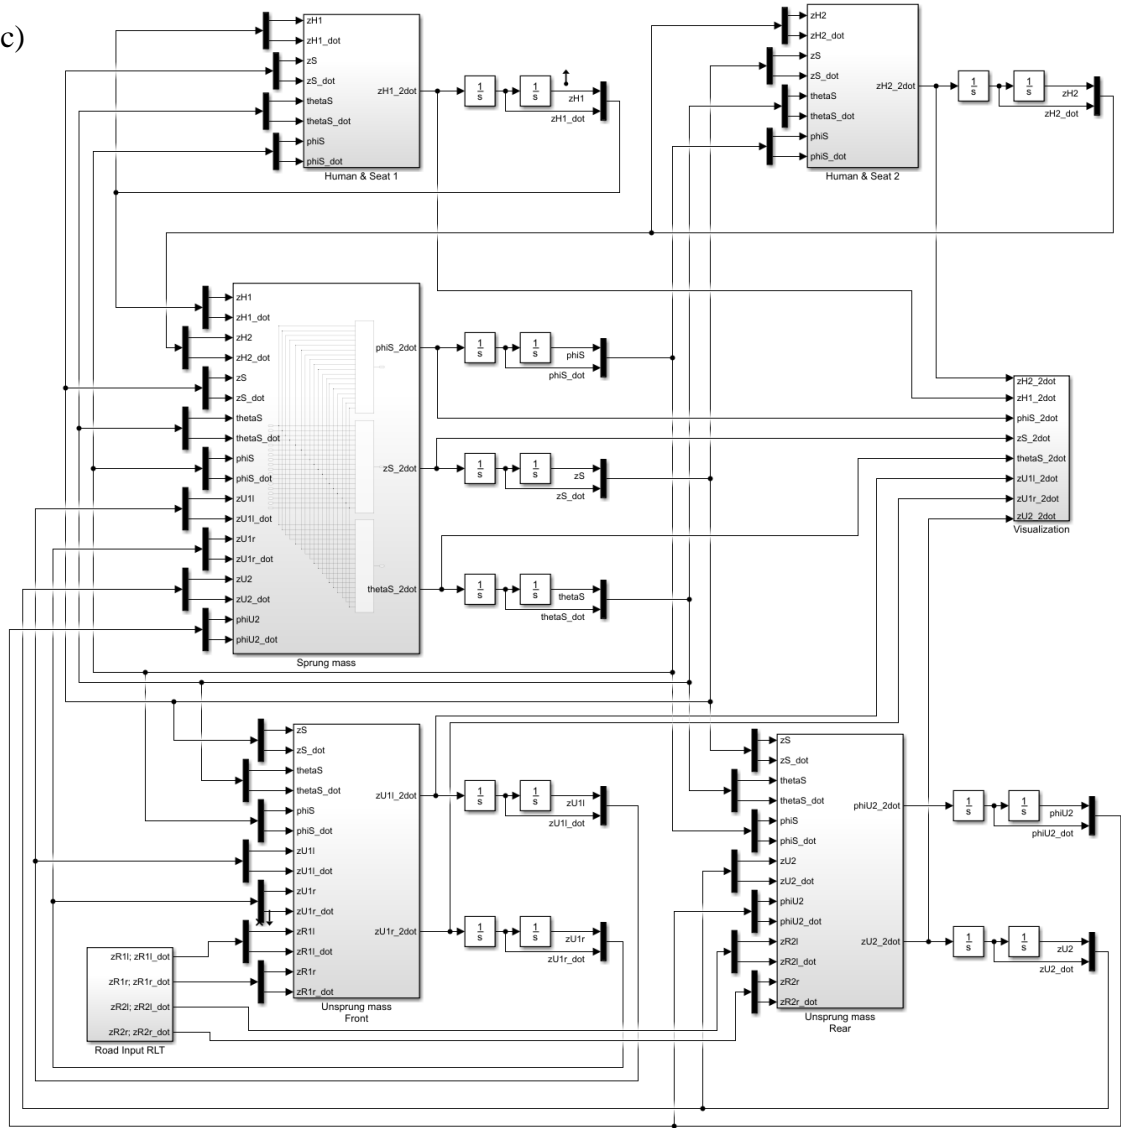 c)
zH1
zH1_dot
zS
zS_dot
thetaS
thetaS_dot
phiS
phiS_dot
zH1_2dot
Human & Seat 1
1
s
1
s
zH1
zH1_dot
zH2
zH2_dot
zS
zS_dot
thetaS
thetaS_dot
phiS
phiS_dot
zH2_2dot
Human & Seat 2
1
s
1
s
zH2
zH2_dot
zH1
zH1_dot
zH2
zH2_dot
zS
zS_dot
thetaS
thetaS_dot
phiS
phiS_dot
zU1l
zU1l_dot
zU1r
zU1r_dot
zU2
zU2_dot
phiU2
phiU2_dot
phiS_2dot
zS_2dot
thetaS_2dot
Sprung mass
1
s
1
s
phiS
phiS_dot
1
s
1
s
zS
zS_dot
1
s
1
s
thetaS
thetaS_dot
zH2_2dot
zH1_2dot
phiS_2dot
zS_2dot
thetaS_2dot
zU1l_2dot
zU1r_2dot
zU2_2dot
Visualization
zS
zS_dot
thetaS
thetaS_dot
phiS
phiS_dot
zU1l
zU1l_dot
zU1r
zU1r_dot
zR1l
zR1l_dot
zR1r
zR1r_dot
zU1l_2dot
zU1r_2dot
Unsprung mass
Front
1
s
1
s
zU1l
zU1l_dot
1
s
1
s
zU1r
zU1r_dot
zS
zS_dot
thetaS
thetaS_dot
phiS
phiS_dot
zU2
zU2_dot
phiU2
phiU2_dot
zR2l
zR2l_dot
zR2r
zR2r_dot
phiU2_2dot
zU2_2dot
Unsprung mass
Rear
1
s
1
s
phiU2
phiU2_dot
1
s
1
s
zU2
zU2_dot
zR1l; zR1l_dot
zR1r; zR1r_dot
zR2l; zR2l_dot
zR2r; zR2r_dot
Road Input RLT